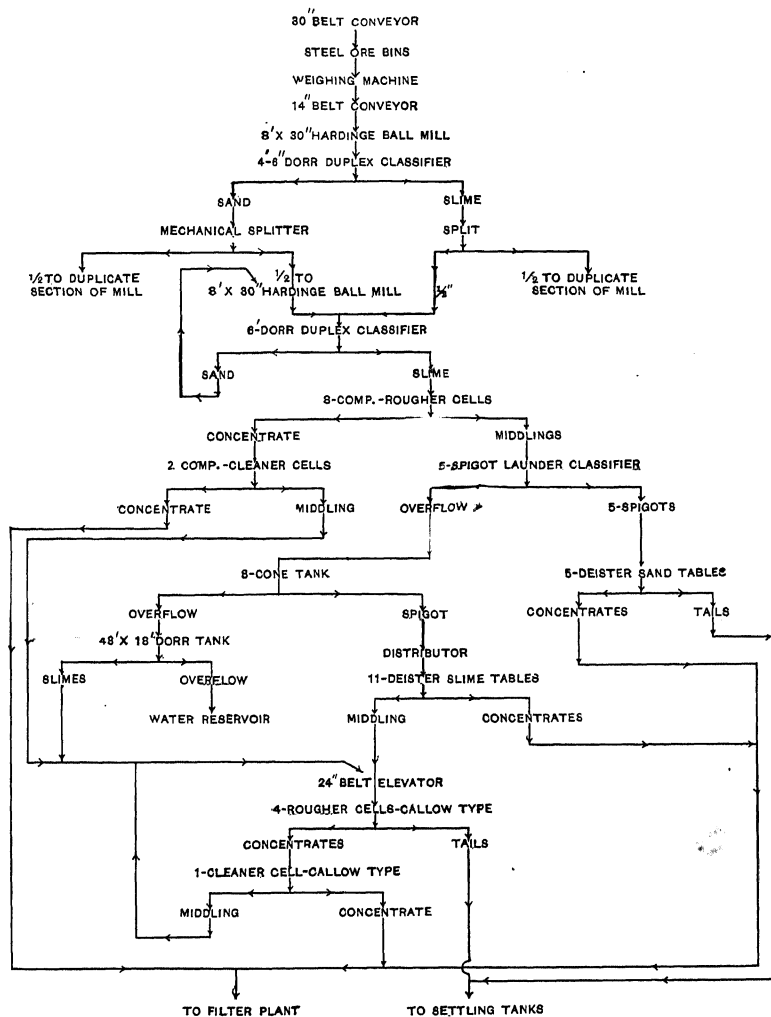 30" BELT CONVEYOR
STEEL ORE BINS
WEIGHING MACHINE
14" BELT CONVEYOR
8' X 30" HARDINGE BALL MILL
4'-6" DORR DUPLEX CLASSIFIER
SAND
SLIME
MECHANICAL SPLITTER
SPLIT
1/2 TO DUPLICATE
SECTION OF MILL
1/2 TO
8' X 30" HARDINGE BALL MILL
1/2"
1/2 TO DUPLICATE
SECTION OF MILL
6' DORR DUPLEX CLASSIFIER
SAND
SLIME
8-COMP.-ROUGHER CELLS
CONCENTRATE
MIDDLINGS
2 COMP.-CLEANER CELLS
5-SPIGOT LAUNDER CLASSIFIER
CONCENTRATE
MIDDLING
OVERFLOW
5-SPIGOTS
8-CONE TANK
5-DEISTER SAND TABLES
OVERFLOW
SPIGOT
CONCENTRATES
TAILS
48' X 18' DORR TANK
DISTRIBUTOR
SLIMES
OVERFLOW
11-DEISTER SLIME TABLES
WATER RESERVOIR
MIDDLING
CONCENTRATES
24" BELT ELEVATOR
4-ROUGHER CELLS-CALLOW TYPE
CONCENTRATES
TAILS
1-CLEANER CELL-CALLOW TYPE
MIDDLING
CONCENTRATE
TO FILTER PLANT
TO SETTLING TANKS